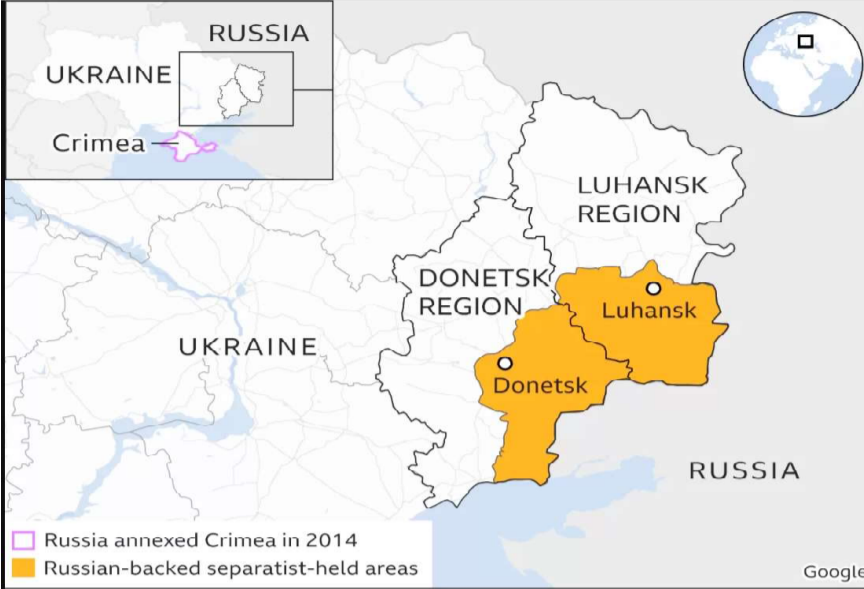 RUSSIA
UKRAINE
Crimea
LUHANSK
REGION
DONETSK
REGION
Luhansk
UKRAINE
Donetsk
RUSSIA
Russia annexed Crimea in 2014
Russian-backed separatist-held areas
Google